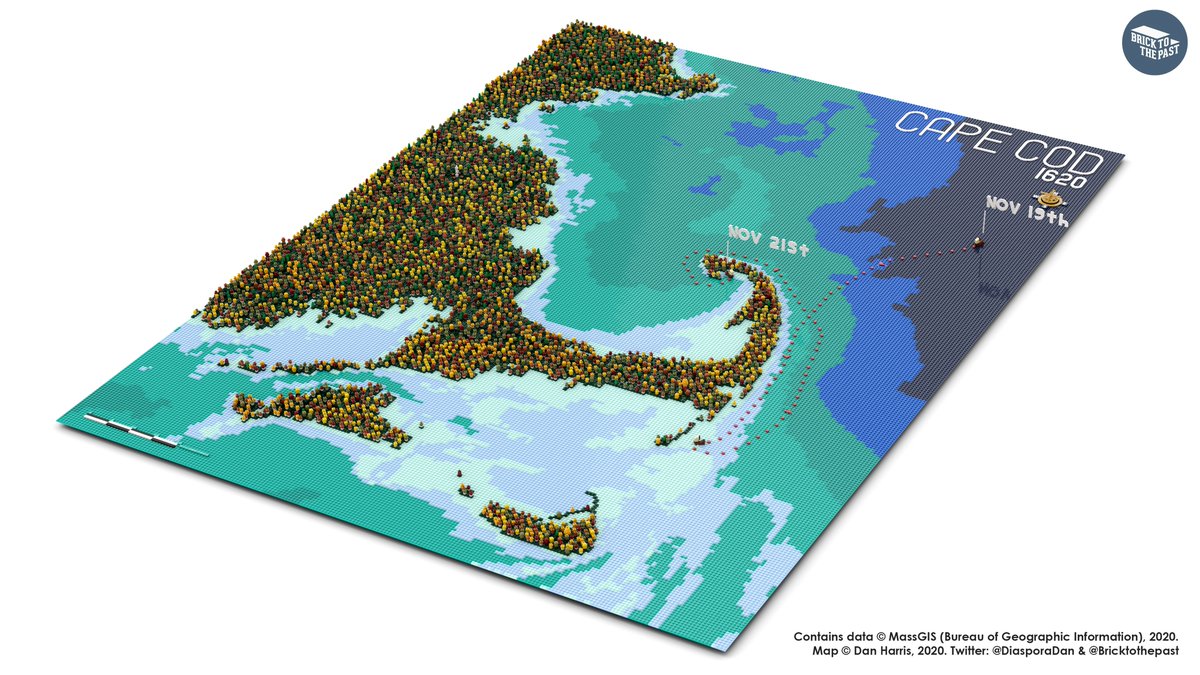 BRICK TO
THE PAST
CAPE COD
1620
NOV 19th
NOV 21st
Contains data © MassGIS (Bureau of Geographic Information), 2020.
Map © Dan Harris, 2020. Twitter: @DiasporaDan & @Bricktothepast